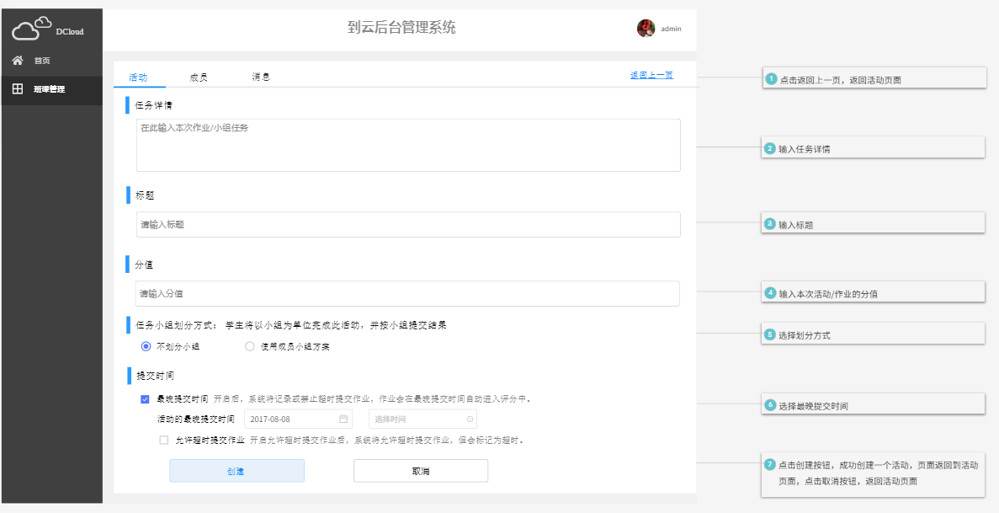 DCloud
到云后台管理系统
admin
首页
班课管理
活动
成员
消息
返回上一页
任务详情
在此输入本次作业/小组任务
标题
请输入标题
分值
请输入分值
任务小组划分方式： 学生将以小组为单位完成此活动，并按小组提交结果
不划分小组
使用成员小组方案
提交时间
最晚提交时间 开启后，系统将记录或禁止超时提交作业，作业会在最晚提交时间自动进入评分中。
活动的最晚提交时间
2017-08-08
选择时间
允许超时提交作业 开启允许超时提交作业后，系统将允许超时提交作业，但会标记为超时。
创建
取消
1 点击返回上一页，返回活动页面
2 输入任务详情
3 输入标题
4 输入本次活动/作业的分值
5 选择划分方式
6 选择最晚提交时间
7 点击创建按钮，成功创建一个活动，页面返回到活动
页面，点击取消按钮，返回活动页面